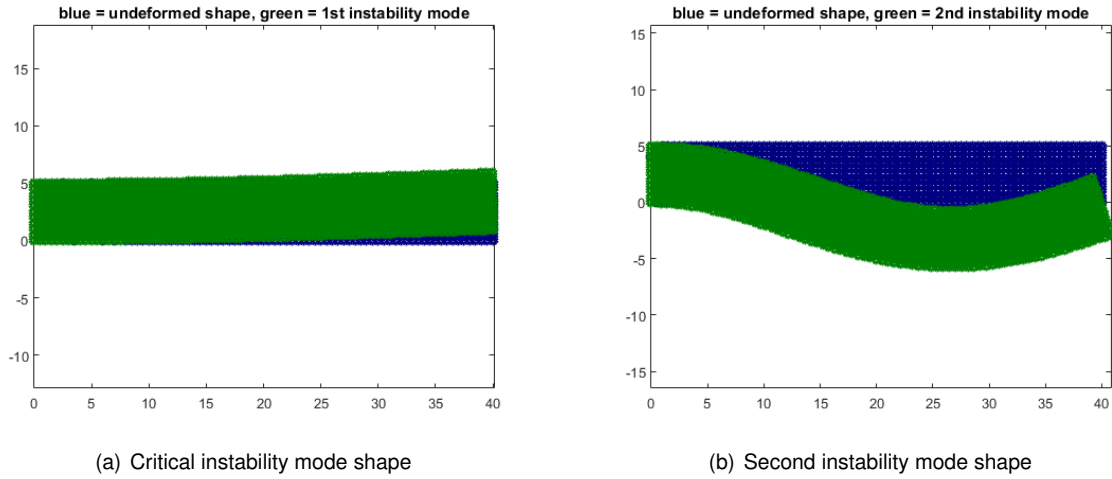 blue = undeformed shape, green = 1st instability mode
15
10
5
0
-5
-10
0 5 10 15 20 25 30 35 40
(a) Critical instability mode shape
blue = undeformed shape, green = 2nd instability mode
15
10
5
0
-5
-10
-15
0 5 10 15 20 25 30 35 40
(b) Second instability mode shape